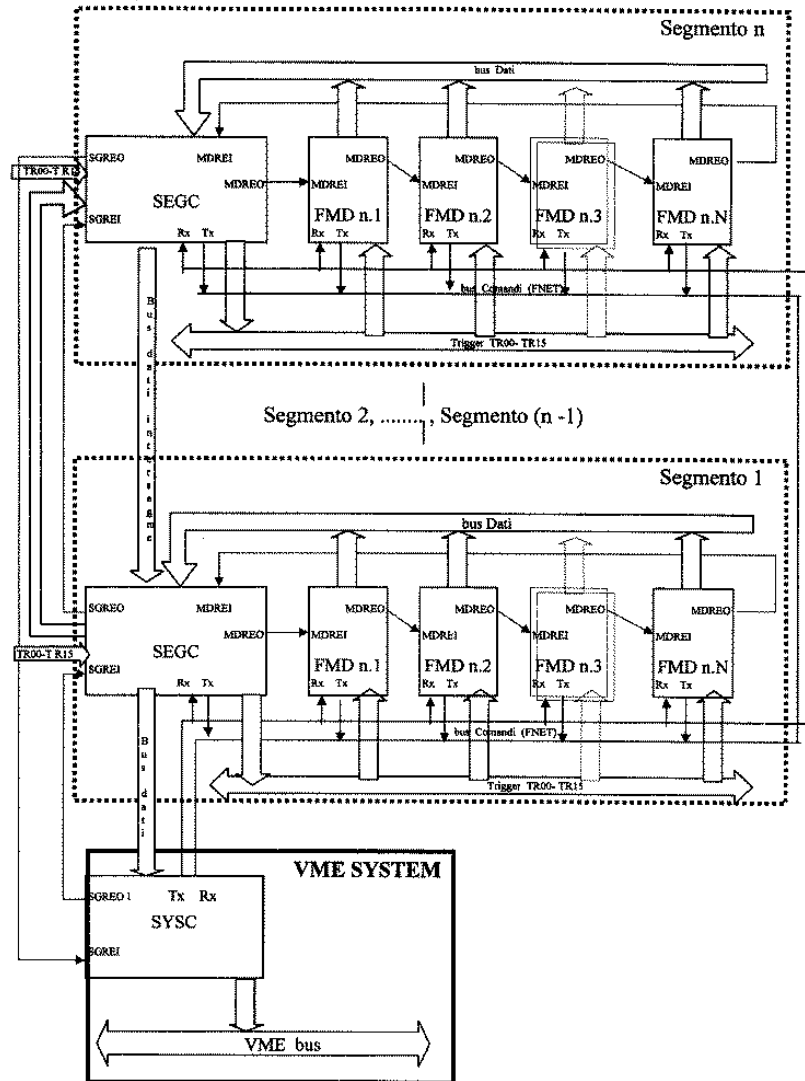 Segmento n
bus Dati
SGREO MDREI
TR00-T R15
SEGC
MDREO
SGREI
Rx Tx
MDREO
MDREI
FMD n.1
Rx Tx
MDREO
MDREI
FMD n.2
Rx Tx
MDREO
MDREI
FMD n.3
Rx Tx
MDREO
MDREI
FMD n.N
Rx Tx
bus Comandi (FNET)
Trigger TR00- TR15
Bus dati intersegme
Segmento 2, ........ , Segmento (n -1)
Segmento 1
bus Dati
SGREO MDREI
MDREO
SEGC
TR00-T R15
SGREI
Rx Tx
MDREO
MDREI
FMD n.1
Rx Tx
MDREO
MDREI
FMD n.2
Rx Tx
MDREO
MDREI
FMD n.3
Rx Tx
MDREO
MDREI
FMD n.N
Rx Tx
bus Comandi (FNET)
Trigger TR00- TR15
Bus dati
VME SYSTEM
SGREO 1 Tx Rx
SYSC
SGREI
VME bus